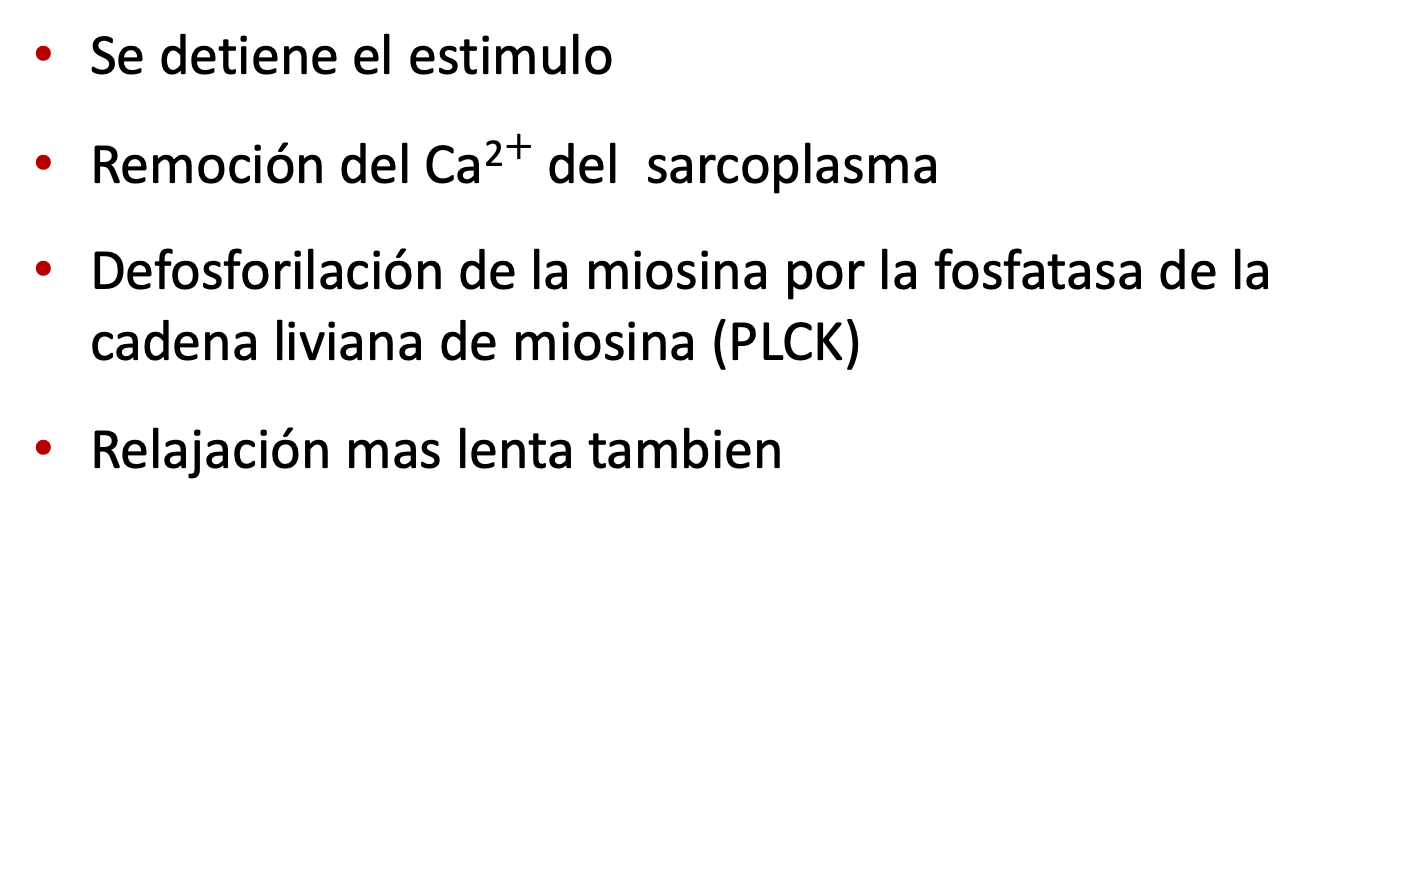 • Se detiene el estimulo
• Remoción del Ca²⁺ del  sarcoplasma
• Defosforilación de la miosina por la fosfatasa de la
cadena liviana de miosina (PLCK)
• Relajación mas lenta tambien